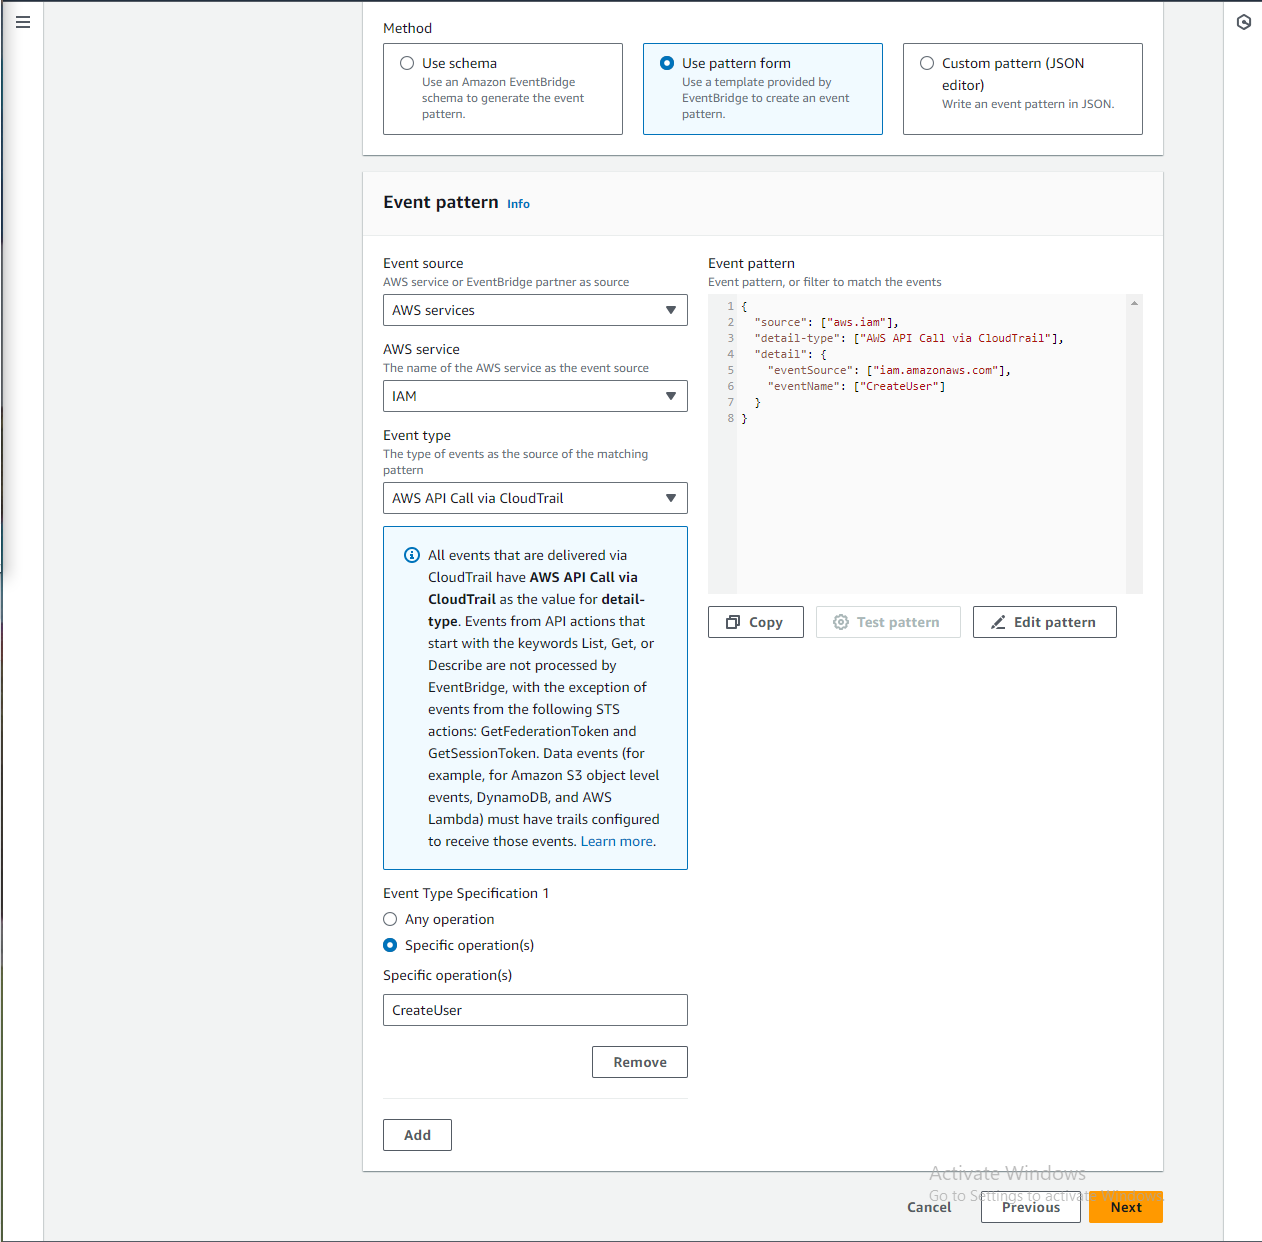 Method
Use schema
Use an Amazon EventBridge
schema to generate the event
pattern.
Use pattern form
Use a template provided by
EventBridge to create an event
pattern.
Custom pattern (JSON
editor)
Write an event pattern in JSON.
Event pattern Info
Event source
AWS service or EventBridge partner as source
AWS services
AWS service
The name of the AWS service as the event source
IAM
Event type
The type of events as the source of the matching
pattern
AWS API Call via CloudTrail
All events that are delivered via
CloudTrail have AWS API Call via
CloudTrail as the value for detail-
type. Events from API actions that
start with the keywords List, Get, or
Describe are not processed by
EventBridge, with the exception of
events from the following STS
actions: GetFederationToken and
GetSessionToken. Data events (for
example, for Amazon S3 object level
events, DynamoDB, and AWS
Lambda) must have trails configured
to receive those events. Learn more.
Event Type Specification 1
Any operation
Specific operation(s)
Specific operation(s)
CreateUser
Remove
Add
Event pattern
Event pattern, or filter to match the events
1 {
2 "source": ["aws.iam"],
3 "detail-type": ["AWS API Call via CloudTrail"],
4 "detail": {
5 "eventSource": ["iam.amazonaws.com"],
6 "eventName": ["CreateUser"]
7 }
8 }
Copy
Test pattern
Edit pattern
Activate Windows
Go to Settings to activate
Cancel
Previous
Next